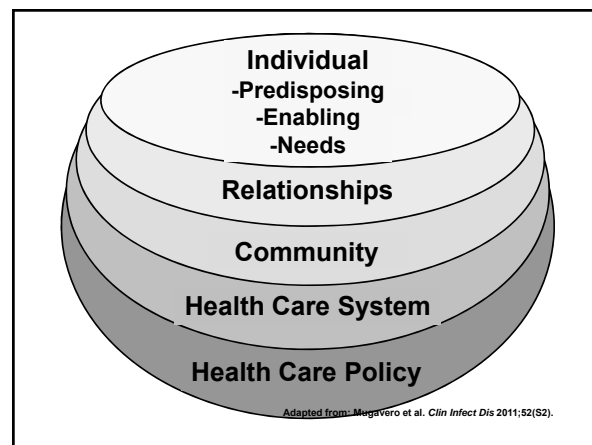 Individual
-Predisposing
-Enabling
-Needs
Relationships
Community
Health Care System
Health Care Policy
Adapted from: Mugavero et al. Clin Infect Dis 2011;52(S2).